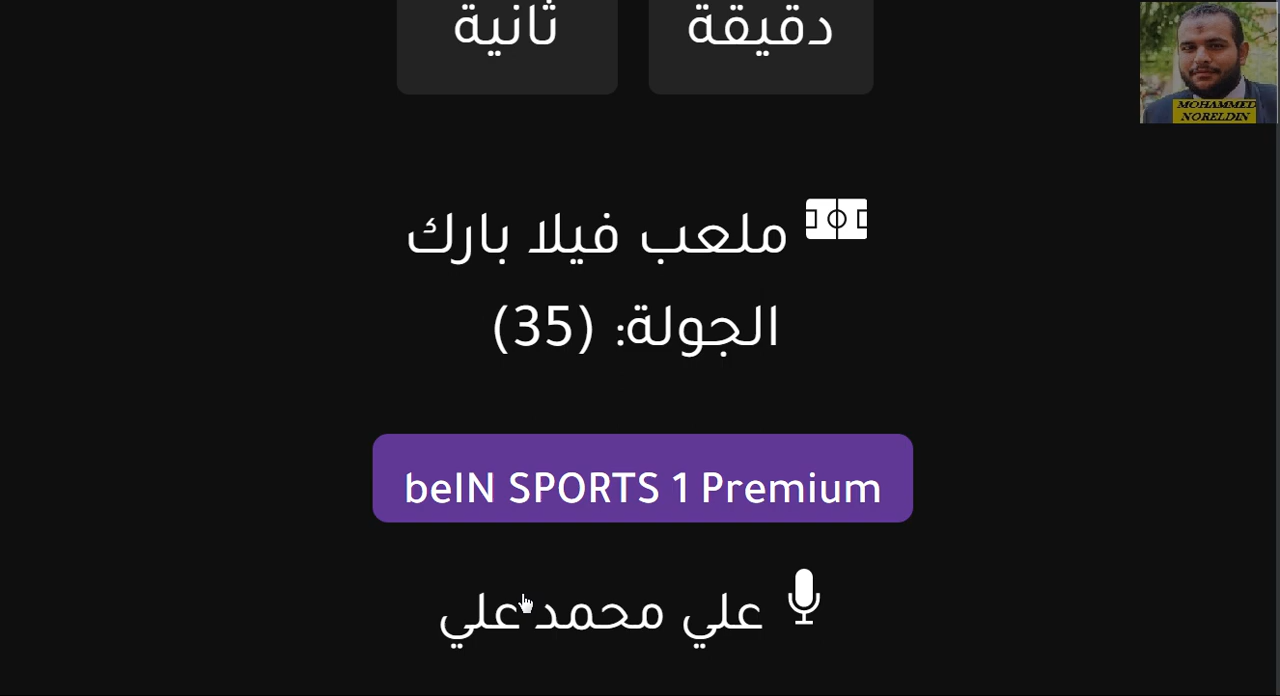 دقيقة
ثانية
MOHAMMED
NORELDIN
ملعب فيلا بارك
الجولة: (35)
beIN SPORTS 1 Premium
علي محمد علي